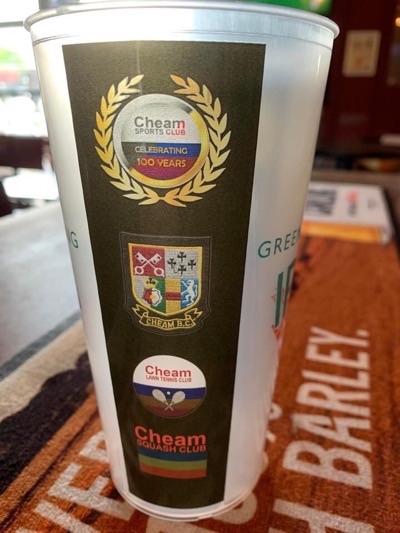 Cheam
SPORTS CLUB
CELEBRATING
100 YEARS
CHEAM B.C.
Cheam
LAWN TENNIS CLUB
Cheam
SQUASH CLUB
GREE
BARLEY.